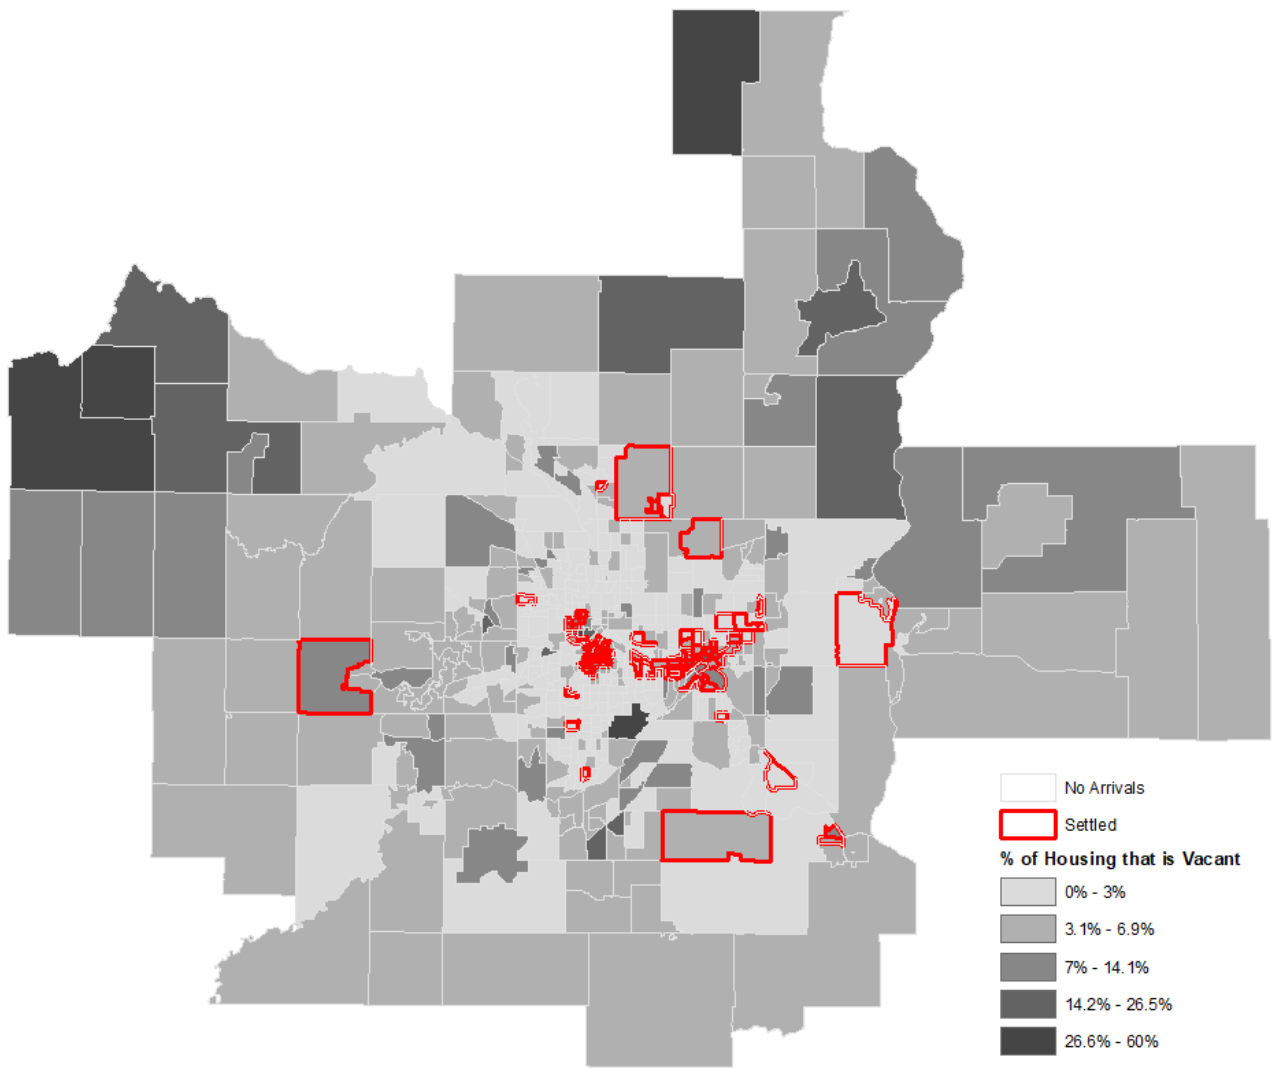 No Arrivals
Settled
% of Housing that is Vacant
0% - 3%
3.1% - 6.9%
7% - 14.1%
14.2% - 26.5%
26.6% - 60%